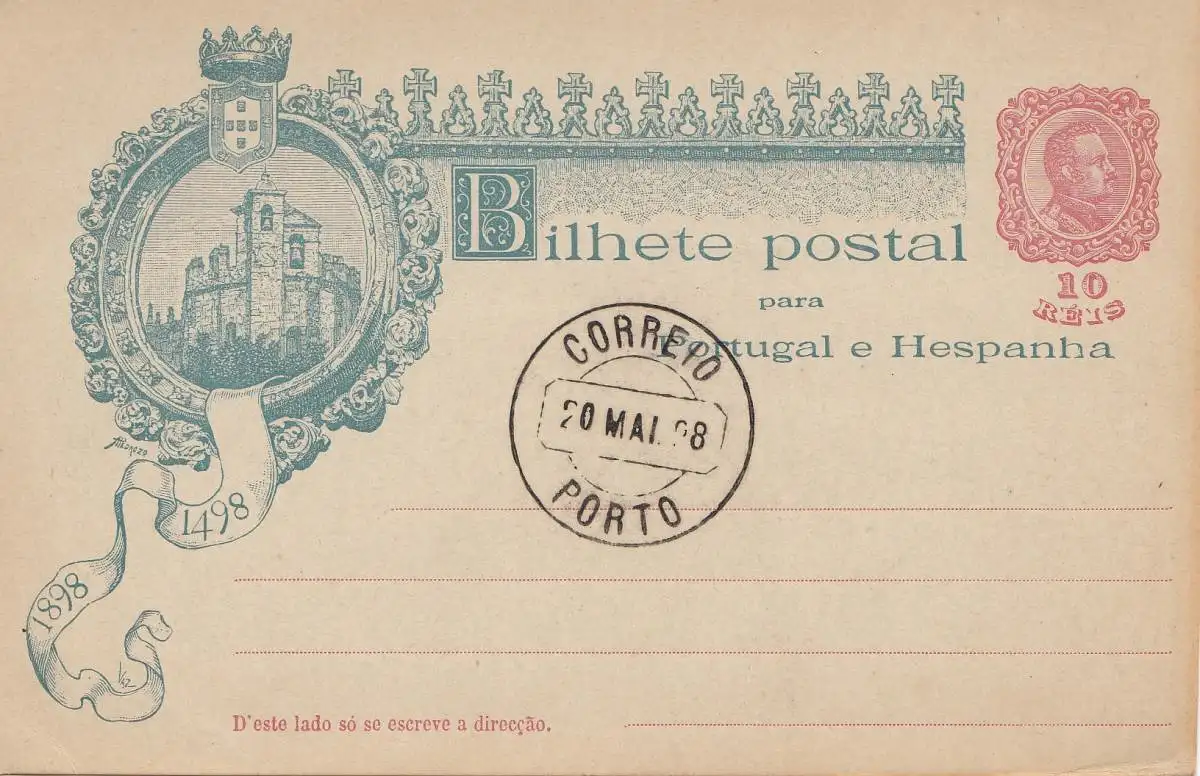 Bilhete postal
para
Portugal e Hespanha
10
RÉIS
CORREIO
20 MAI. 98
PORTO
1498
1898
D'este lado só se escreve a direcção.